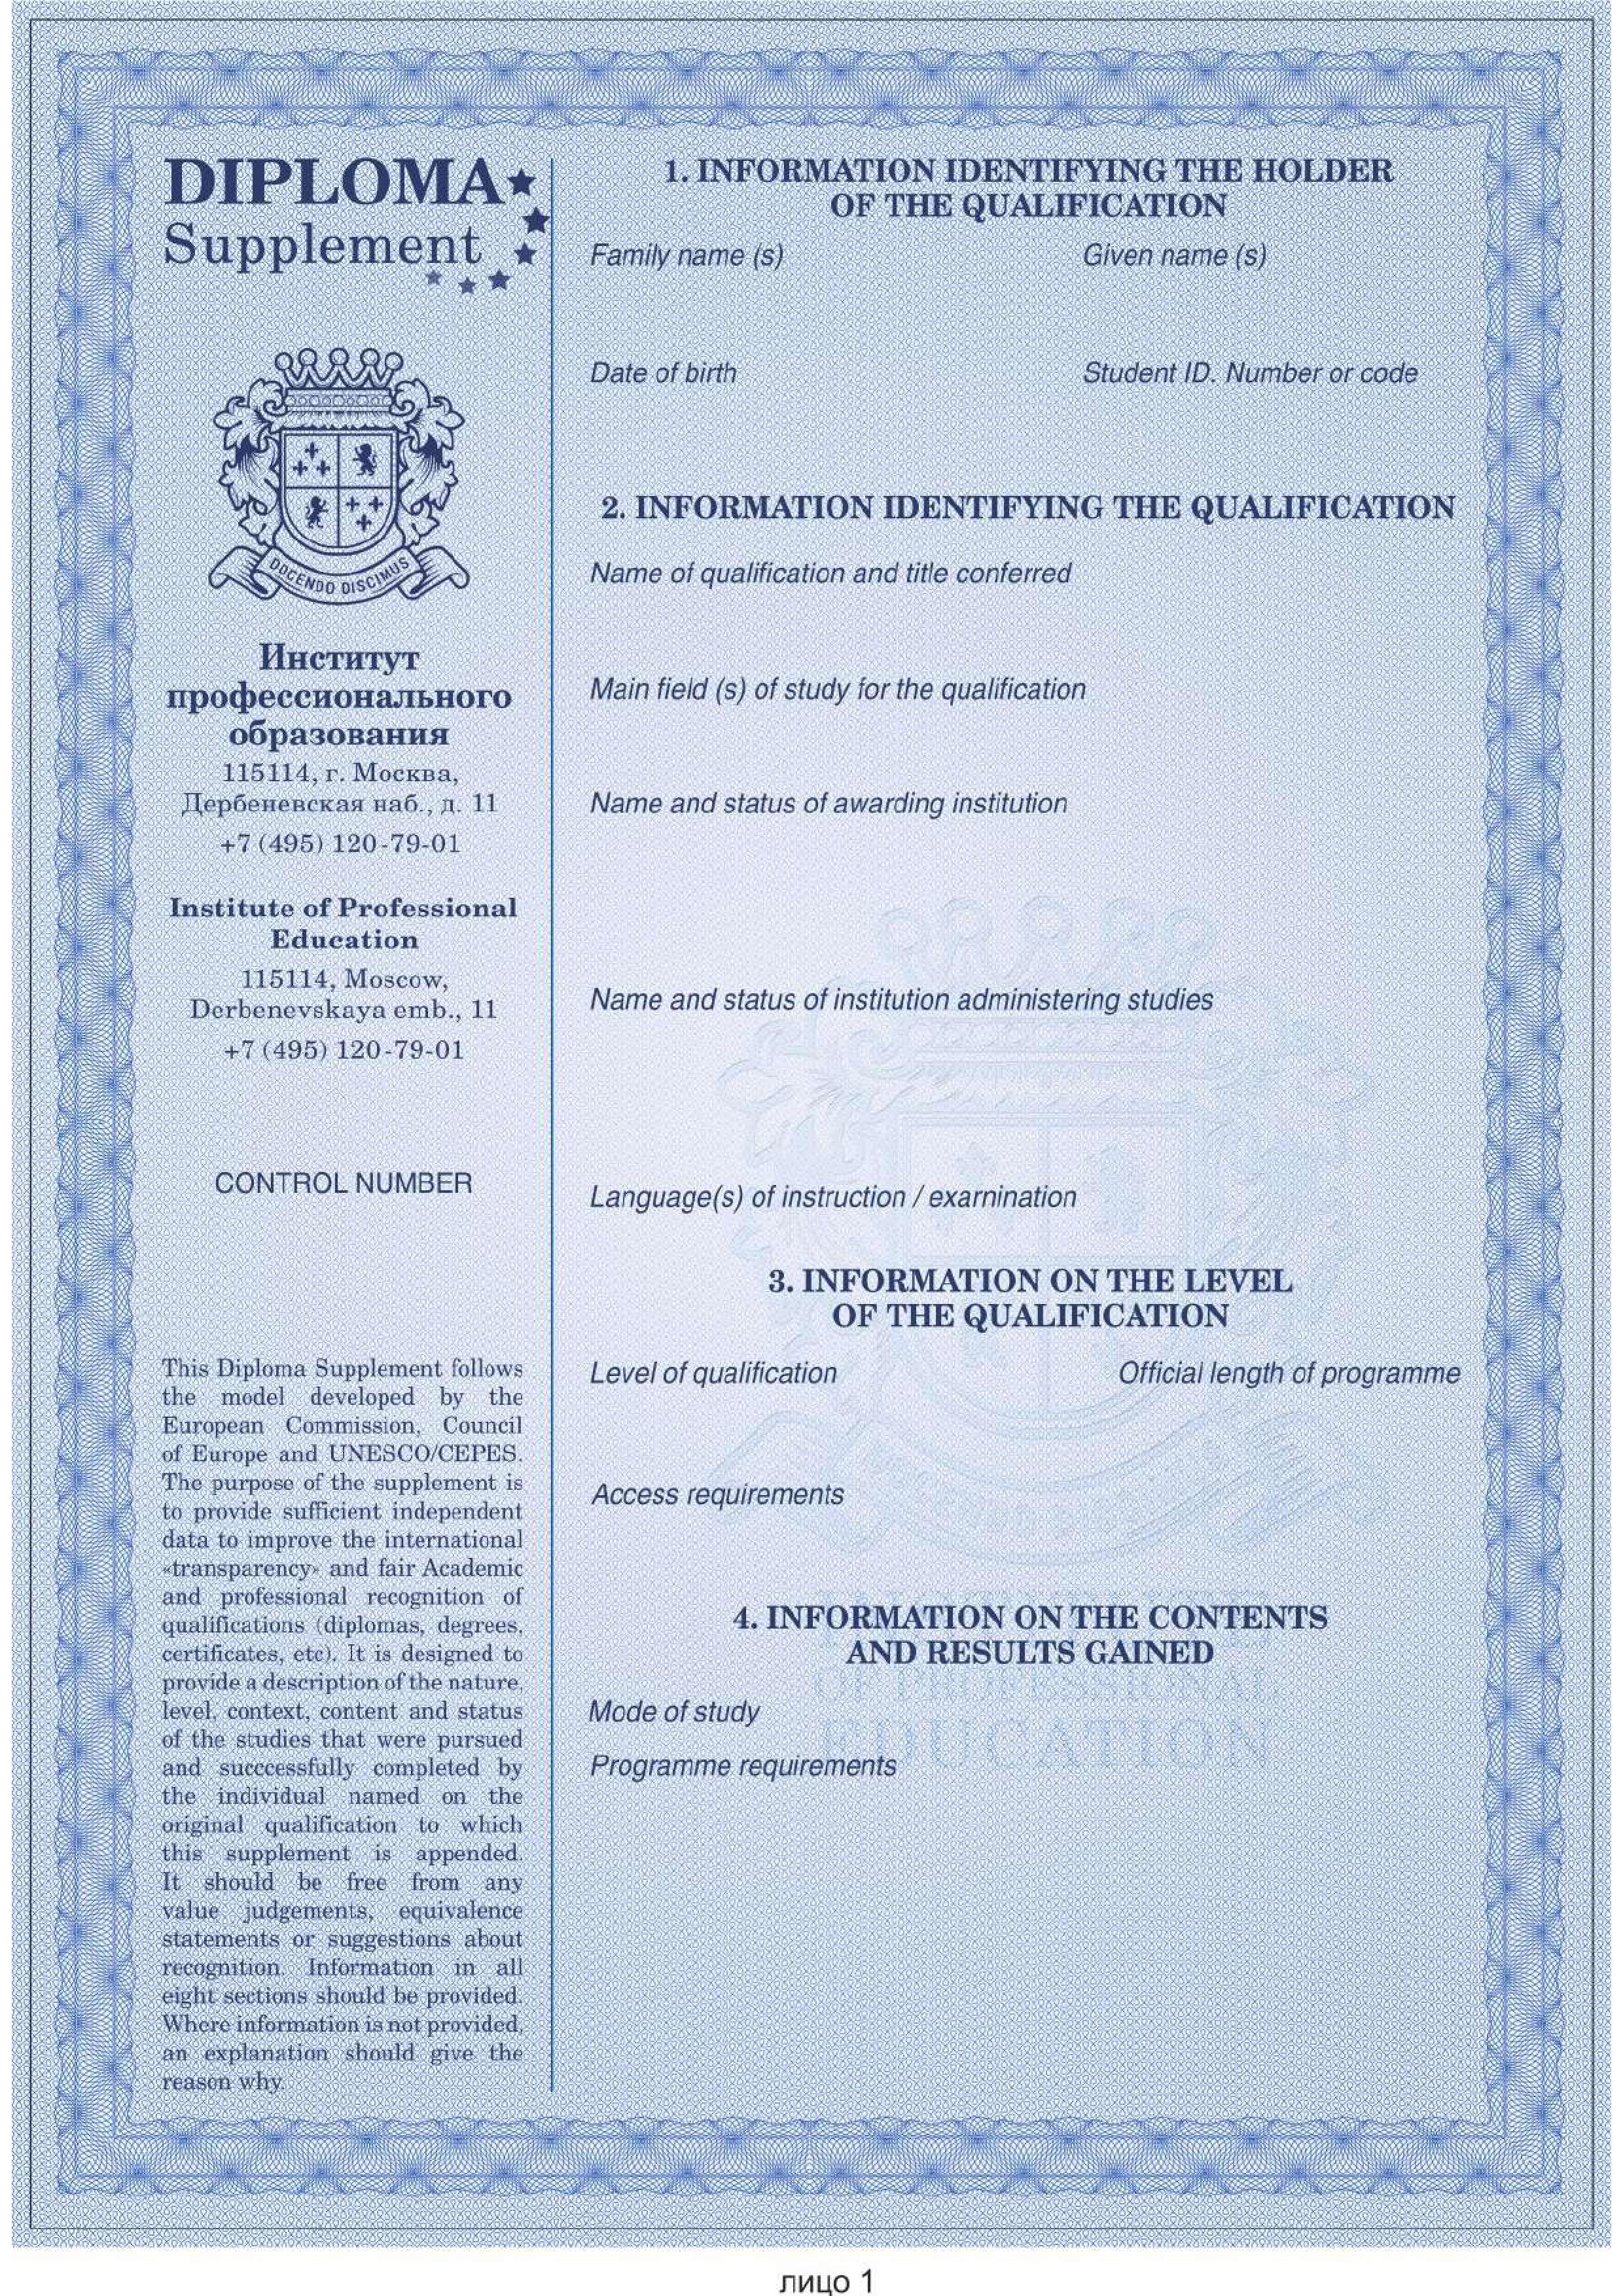 DIPLOMA
Supplement
DOCENDO DISCIMUS
Институт
профессионального
образования
115114, г. Москва,
Дербеневская наб., д. 11
+7 (495) 120-79-01
Institute of Professional
Education
115114, Moscow,
Derbenevskaya emb., 11
+7 (495) 120-79-01
CONTROL NUMBER
This Diploma Supplement follows
the model developed by the
European Commission, Council
of Europe and UNESCO/CEPES.
The purpose of the supplement is
to provide sufficient independent
data to improve the international
«transparency» and fair Academic
and professional recognition of
qualifications (diplomas, degrees,
certificates, etc). It is designed to
provide a description of the nature,
level, context, content and status
of the studies that were pursued
and succcessfully completed by
the individual named on the
original qualification to which
this supplement is appended.
It should be free from any
value judgements, equivalence
statements or suggestions about
recognition. Information in all
eight sections should be provided.
Where information is not provided,
an explanation should give the
reason why.
1. INFORMATION IDENTIFYING THE HOLDER
OF THE QUALIFICATION
Family name (s) Given name (s)
Date of birth Student ID. Number or code
2. INFORMATION IDENTIFYING THE QUALIFICATION
Name of qualification and title conferred
Main field (s) of study for the qualification
Name and status of awarding institution
Name and status of institution administering studies
Language(s) of instruction / exarnination
3. INFORMATION ON THE LEVEL
OF THE QUALIFICATION
Level of qualification Official length of programme
Access requirements
4. INFORMATION ON THE CONTENTS
AND RESULTS GAINED
Mode of study
EDUCATION
Programme requirements
лицо 1